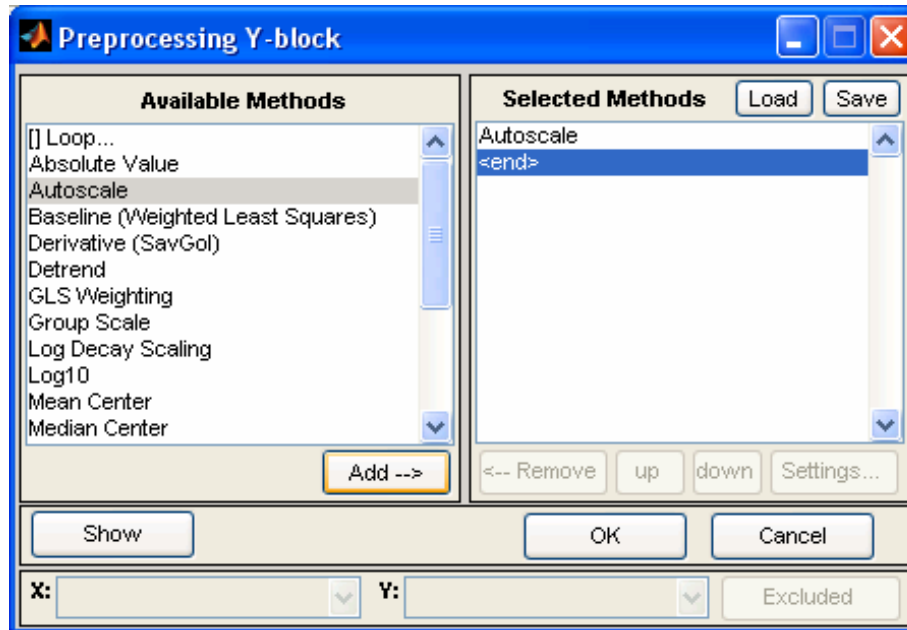 Preprocessing Y-block
Available Methods
[] Loop...
Absolute Value
Autoscale
Baseline (Weighted Least Squares)
Derivative (SavGol)
Detrend
GLS Weighting
Group Scale
Log Decay Scaling
Log10
Mean Center
Median Center
Add -->
Selected Methods Load Save
Autoscale
<end>
<-- Remove up down Settings...
Show OK Cancel
X: Y: Excluded